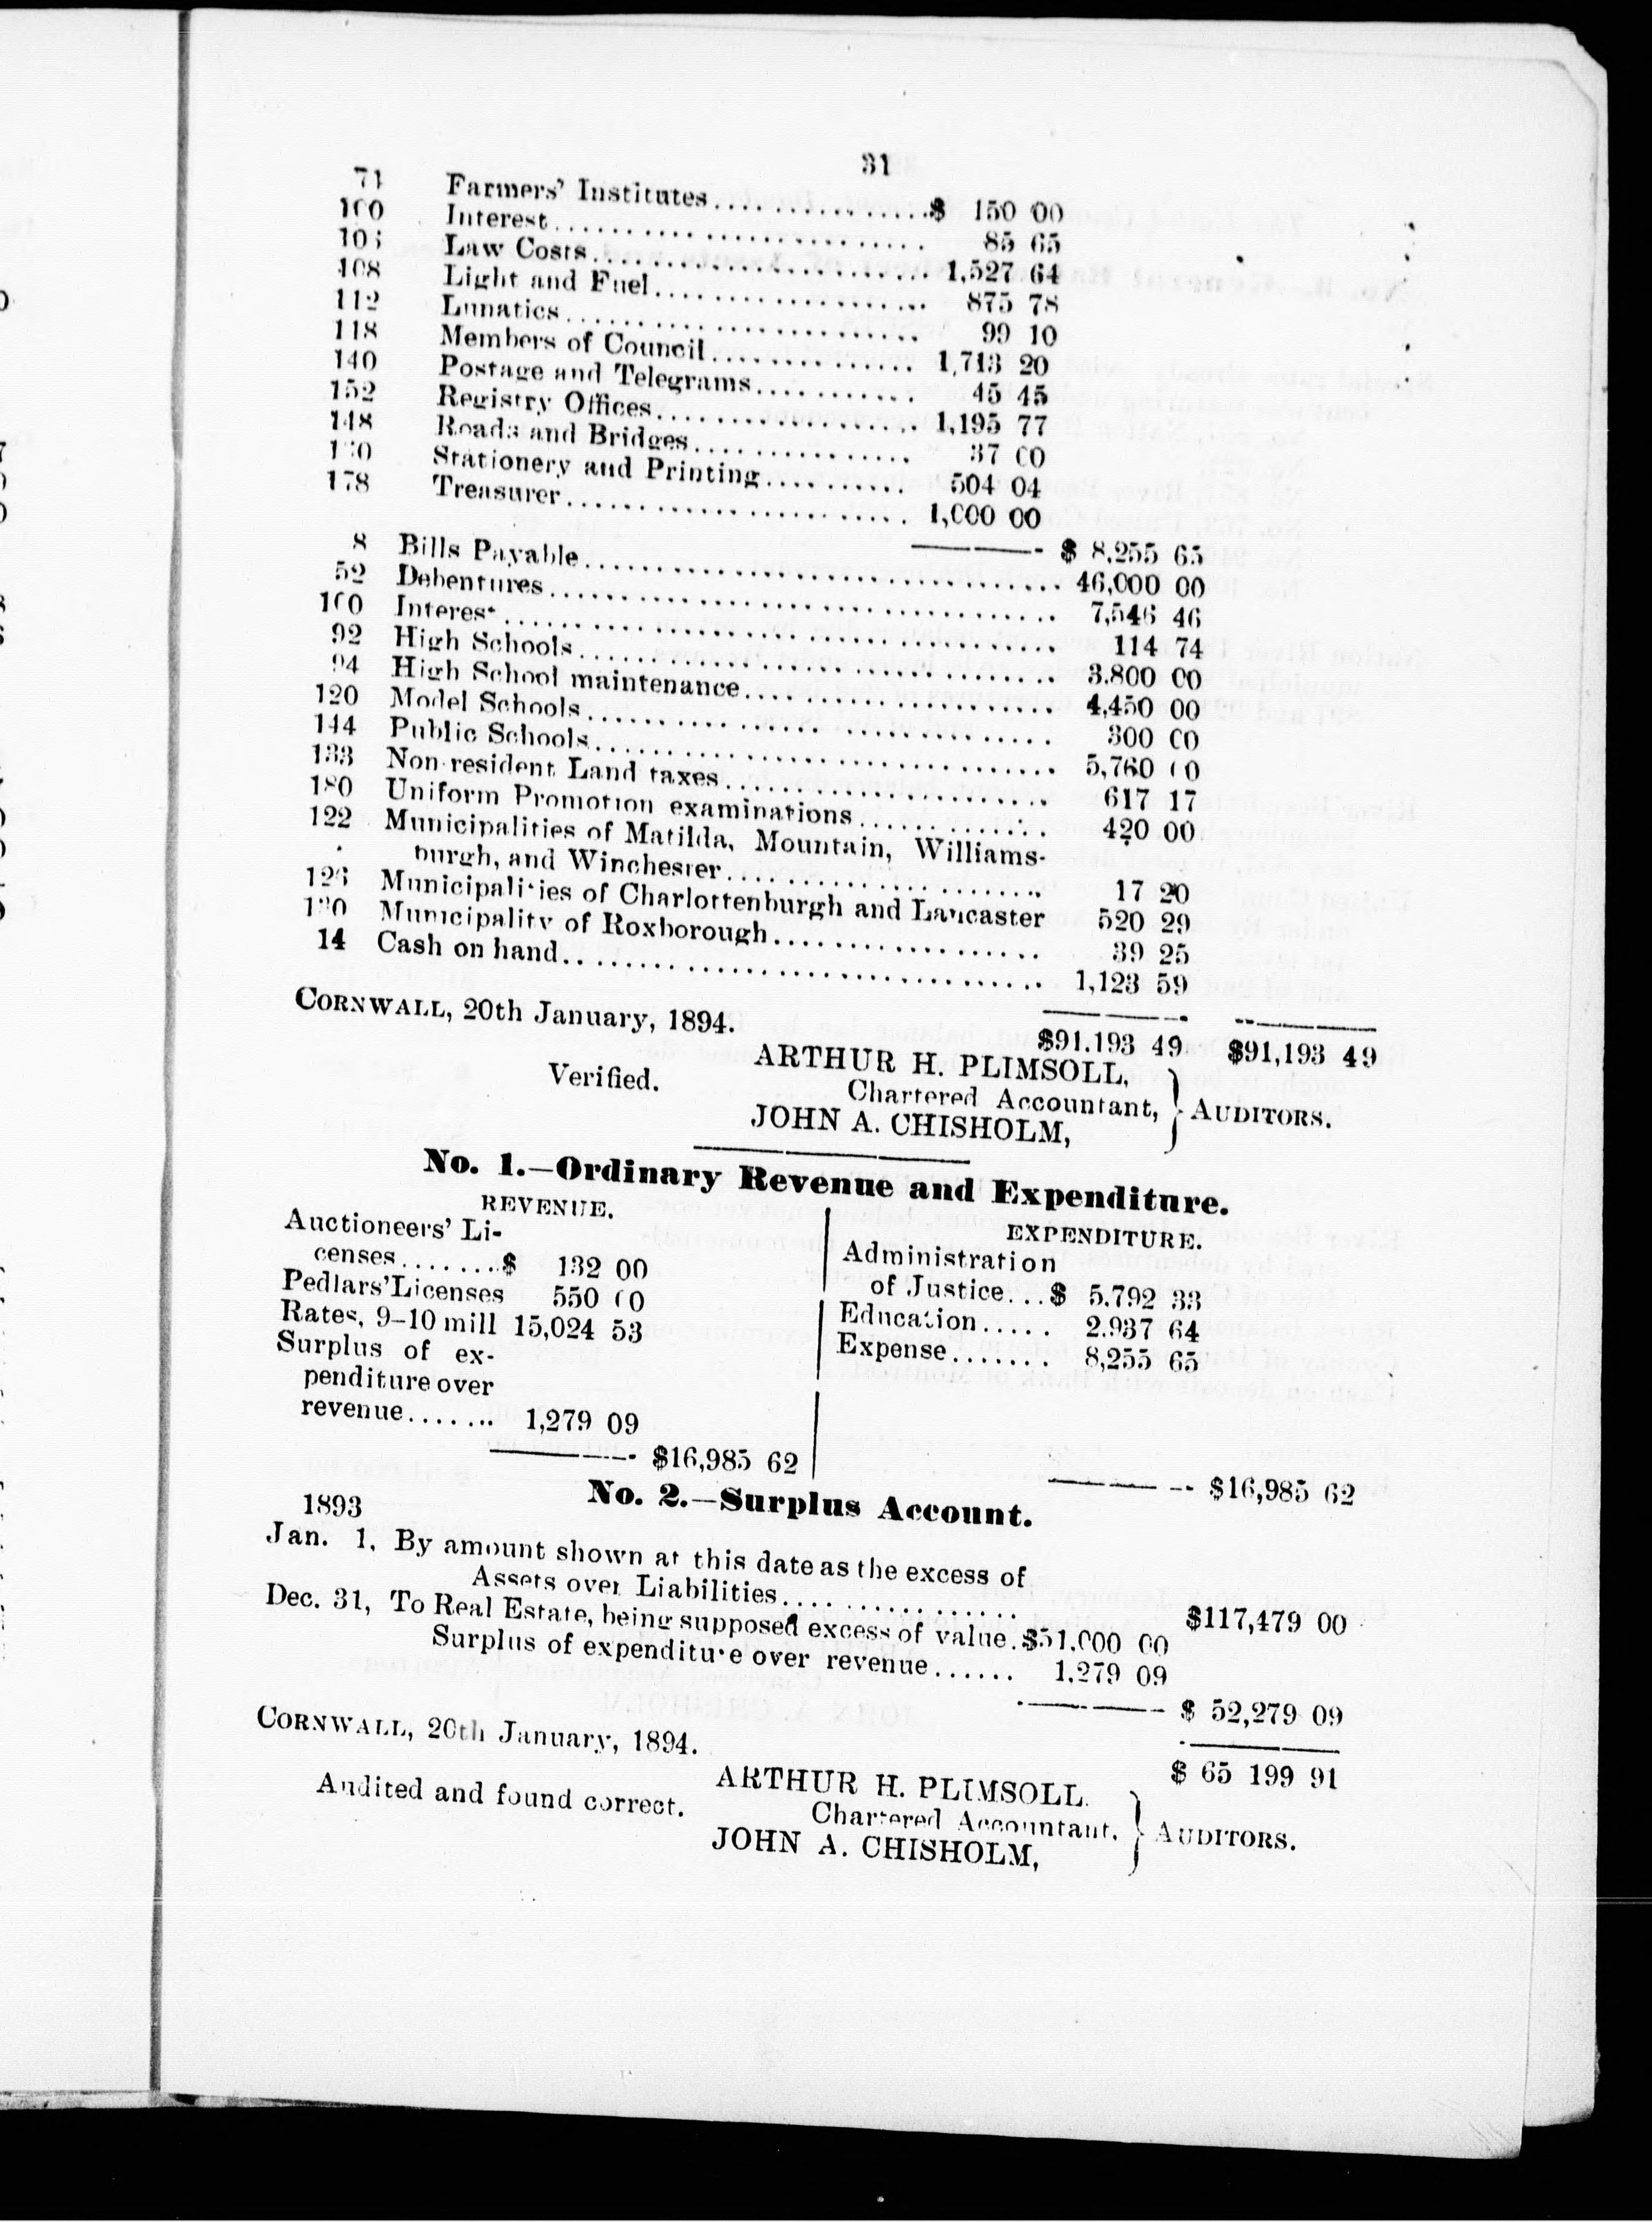 31
71 Farmers' Institutes................$ 150 00
100 Interest............................ 85 65
Law Costs......................... 1,527 64
108 Light and Fuel.................... 875 78
112 Lunatics.......................... 99 10
118 Members of Council.............. 1,713 20
140 Postage and Telegrams........... 45 45
152 Registry Offices................... 1,195 77
148 Roads and Bridges................ 37 00
Stationery and Printing.......... 504 04
178 Treasurer........................ 1,000 00
$ 8,255 65
8 Bills Payable.................................. 46,000 00
52 Debentures................................... 7,546 46
100 Interest...................................... 114 74
92 High Schools................................. 3.800 00
94 High School maintenance....................... 4,450 00
120 Model Schools................................ 300 00
144 Public Schools................................ 5,760 00
133 Non-resident Land taxes........................ 617 17
180 Uniform Promotion examinations.............. 420 00
122 Municipalities of Matilda, Mountain, Williams-
burgh, and Winchester........................ 17 20
Municipalities of Charlottenburgh and Lancaster 520 29
Municipality of Roxborough................... 39 25
14 Cash on hand................................. 1,123 59
$91.193 49 $91,193 49
CORNWALL, 20th January, 1894.
ARTHUR H. PLIMSOLL,
Verified. Chartered Accountant, AUDITORS.
JOHN A. CHISHOLM,
No. 1.—Ordinary Revenue and Expenditure.
REVENUE.
Auctioneers' Li-
censes........$ 132 00
Pedlars' Licenses 550 00
Rates, 9-10 mill 15,024 53
Surplus of ex-
penditure over
revenue....... 1,279 09
$16,985 62
EXPENDITURE.
Administration
of Justice...$ 5.792 33
Education..... 2.937 64
Expense....... 8,255 65
$16,985 62
No. 2.—Surplus Account.
1893
Jan. 1, By amount shown at this date as the excess of
Assets over Liabilities.................. $117,479 00
Dec. 31, To Real Estate, being supposed excess of value.$51,000 00
Surplus of expenditure over revenue...... 1,279 09
$ 52,279 09
$ 65 199 91
CORNWALL, 20th January, 1894.
ARTHUR H. PLIMSOLL.
Audited and found correct. Chartered Accountant. AUDITORS.
JOHN A. CHISHOLM,